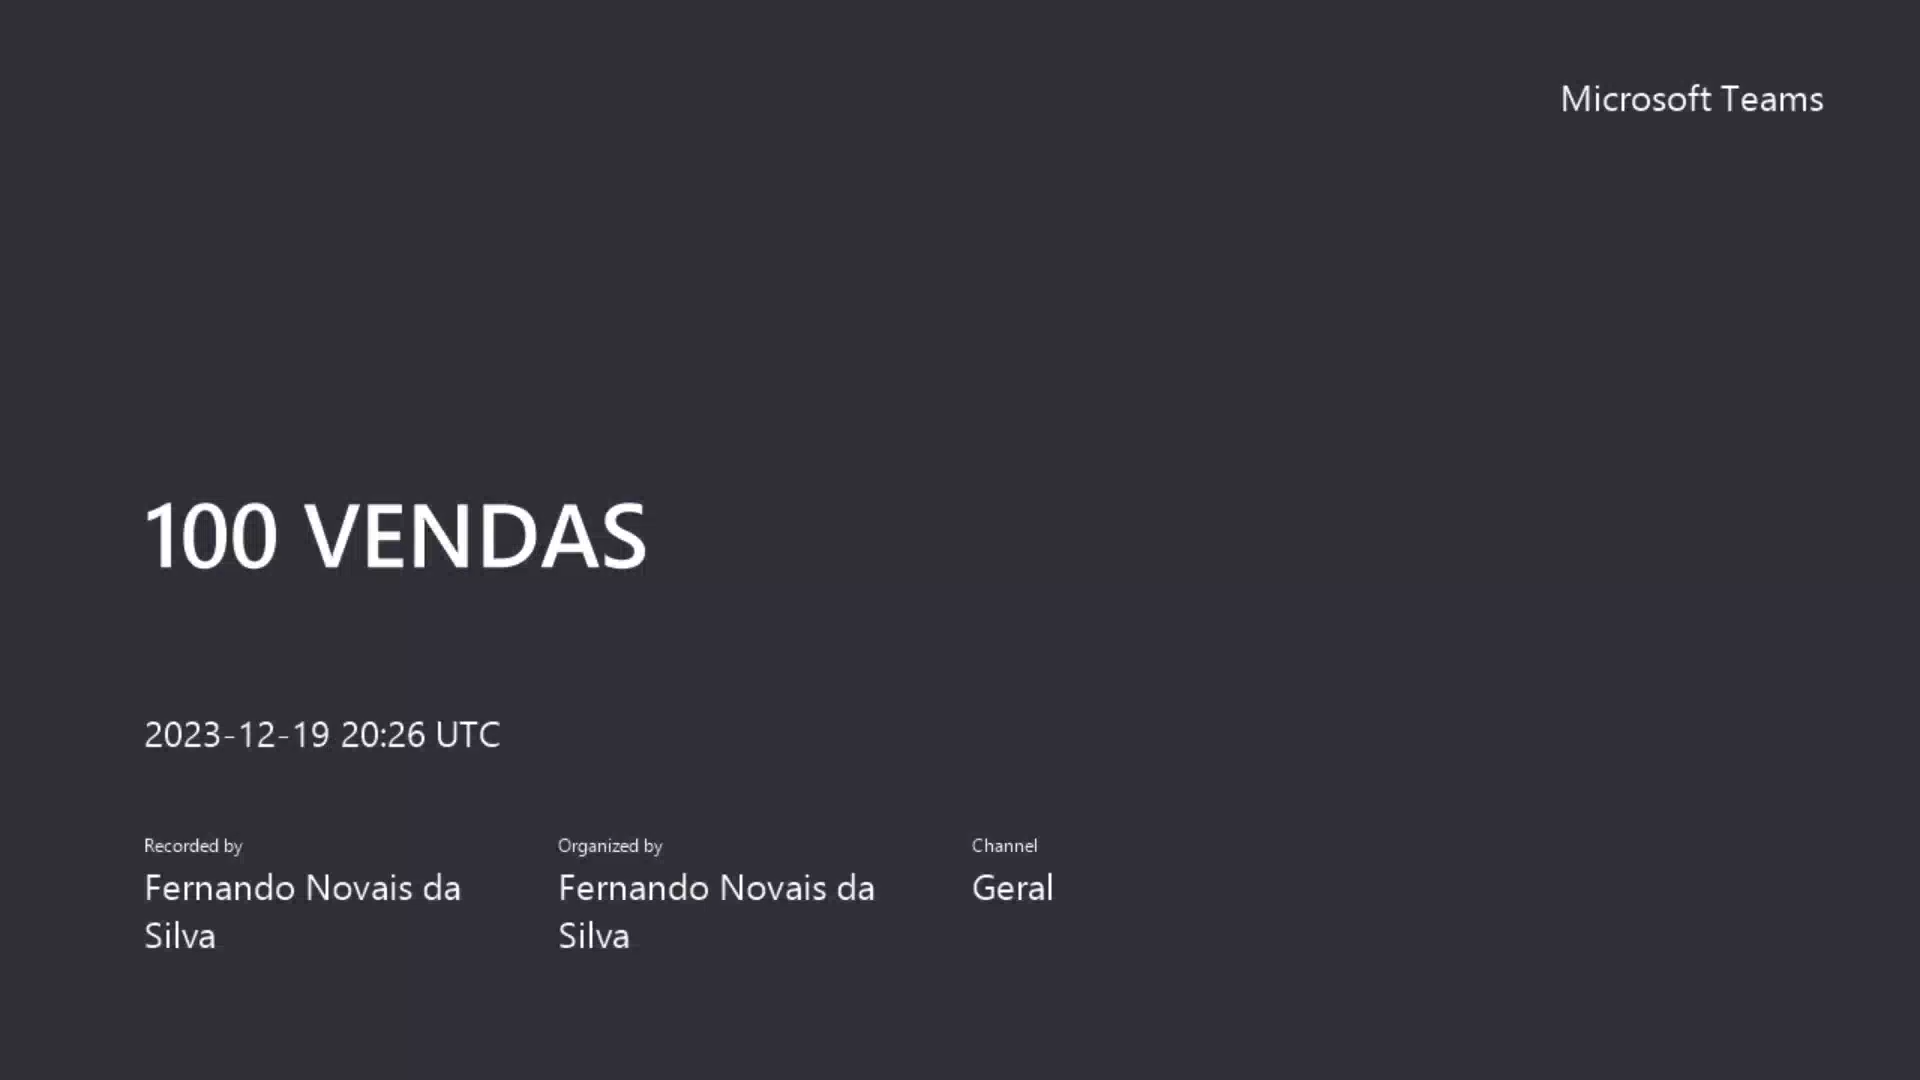 Microsoft Teams
100 VENDAS
2023-12-19 20:26 UTC
Recorded by
Fernando Novais da
Silva
Organized by
Fernando Novais da
Silva
Channel
Geral